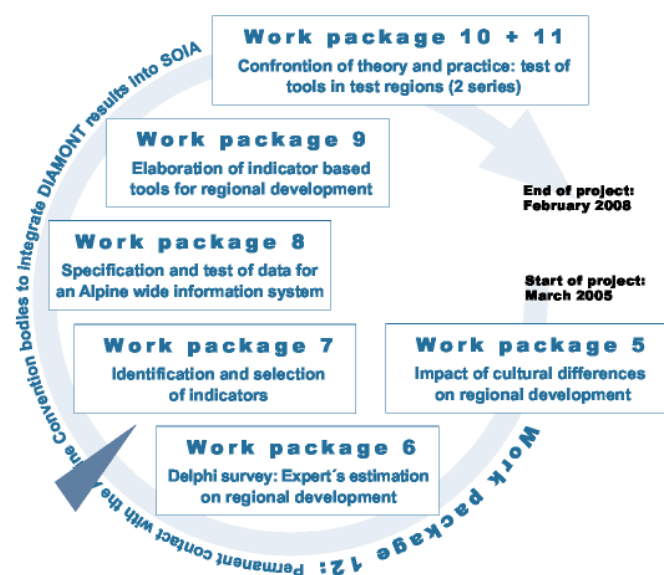 Work package 10 + 11
Confrontion of theory and practice: test of
tools in test regions (2 series)
Work package 9
Elaboration of indicator based
tools for regional development
End of project:
February 2008
Work package 8
Specification and test of data for
an Alpine wide information system
Start of project:
March 2005
Work package 7
Identification and selection
of indicators
Work package 5
Impact of cultural differences
on regional development
Work package 6
Delphi survey: Expert´s estimation
on regional development
Work package 12: Permanent contact with the Convention bodies to integrate DIAMONT results into SOIA